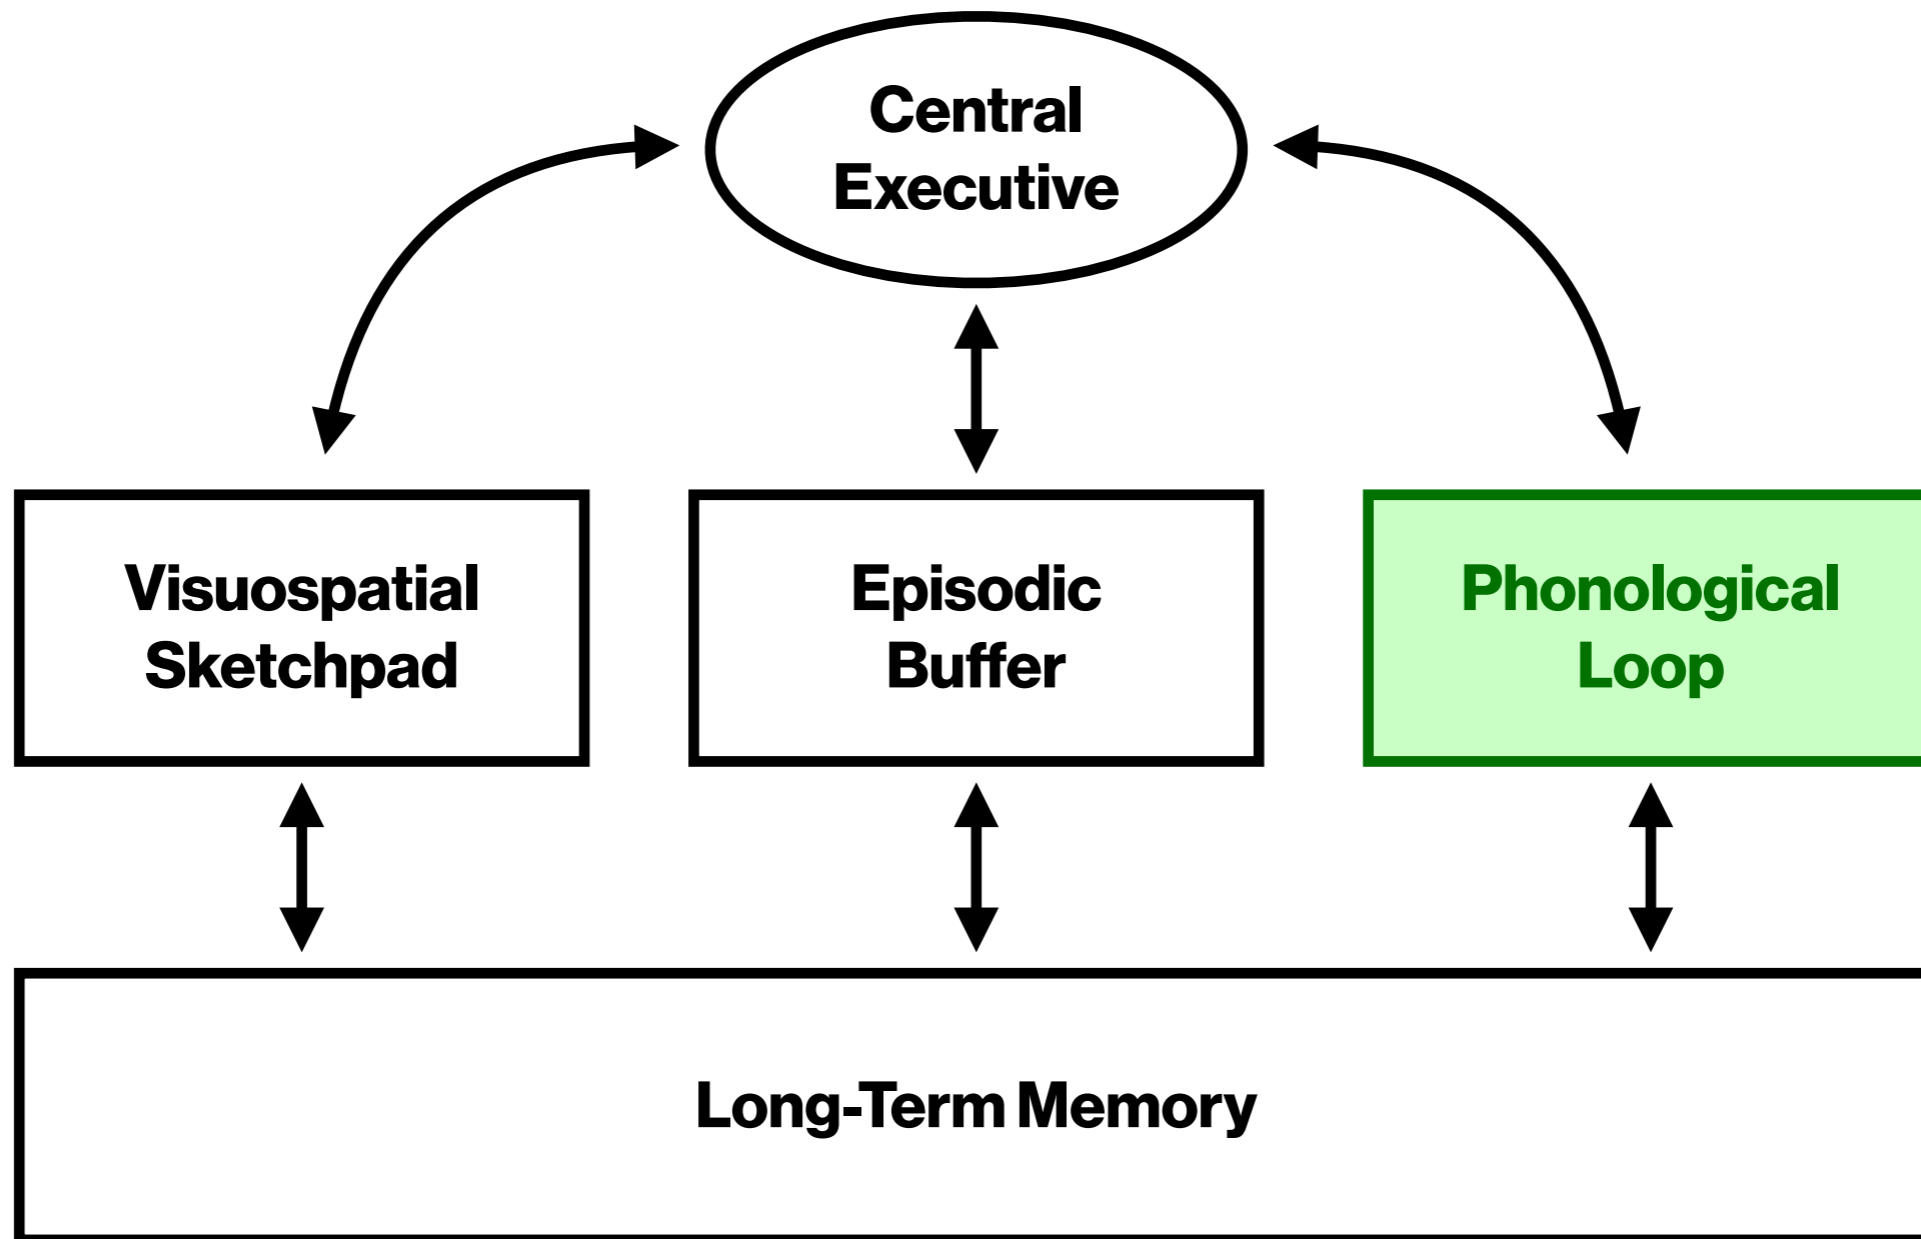 Central
Executive
Visuospatial
Sketchpad
Episodic
Buffer
Phonological
Loop
Long-Term Memory